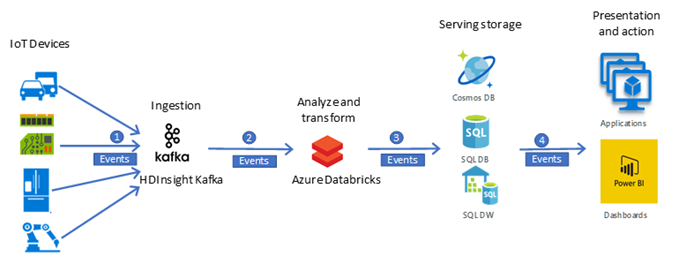 IoT Devices
1
Events
Ingestion
kafka
HDInsight Kafka
2
Events
Analyze and
transform
Azure Databricks
3
Events
Serving storage
Cosmos DB
SQL
SQL DB
SQL
SQL DW
4
Events
Presentation
and action
Applications
Power BI
Dashboards